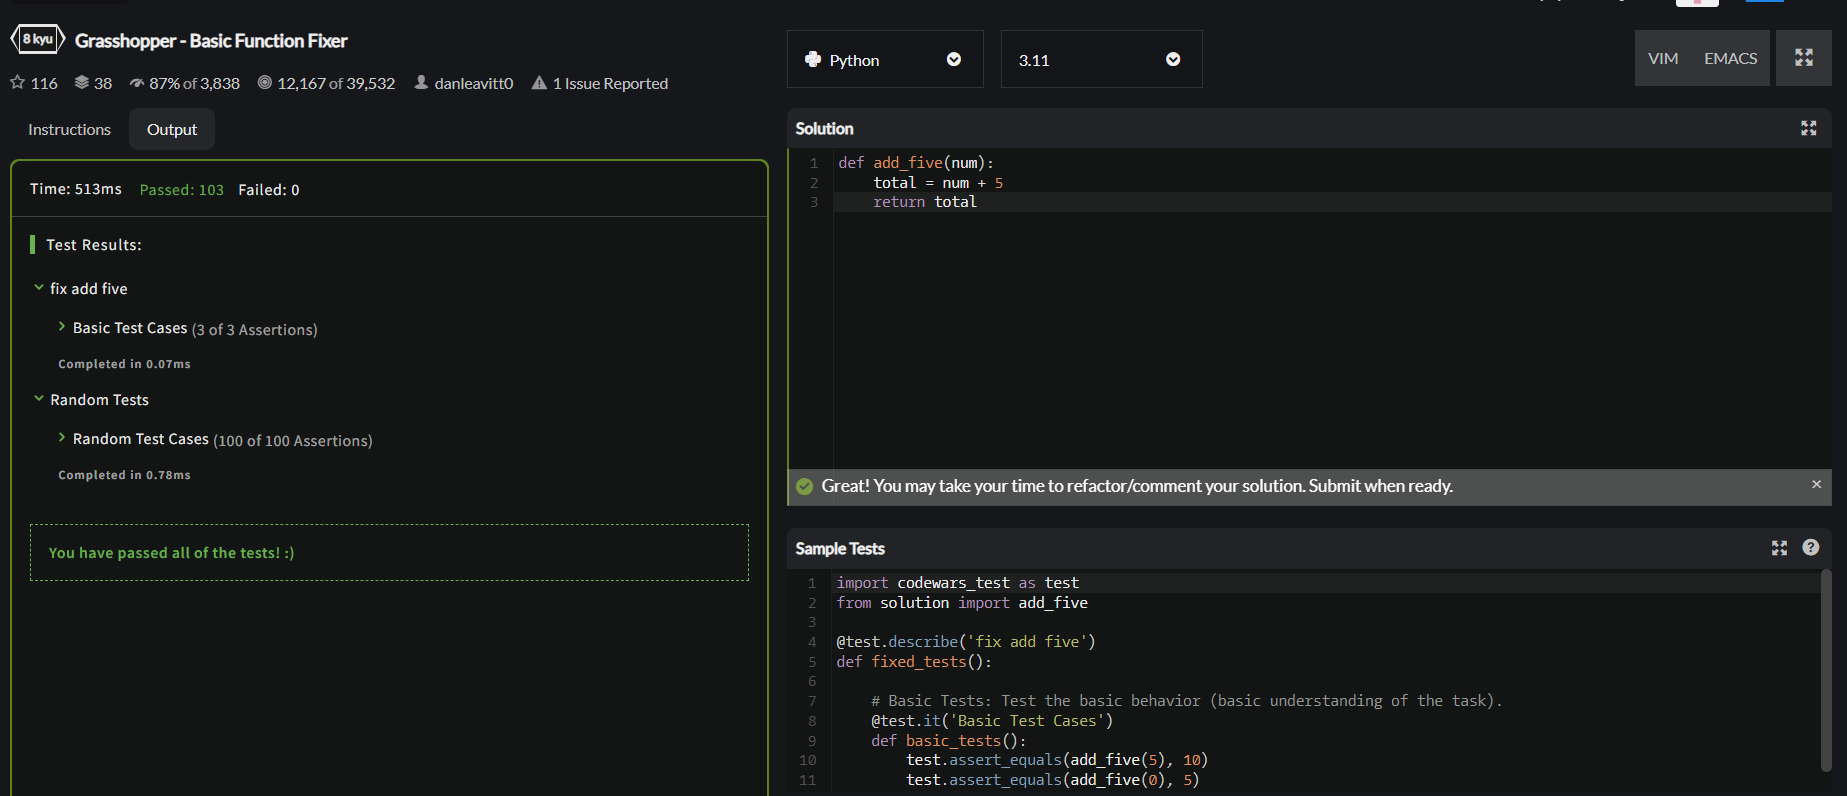 8 kyu
Grasshopper - Basic Function Fixer
116 38 87% of 3,838 12,167 of 39,532 danleavitt0 1 Issue Reported
Instructions Output
Time: 513ms Passed: 103 Failed: 0
Test Results:
fix add five
Basic Test Cases (3 of 3 Assertions)
Completed in 0.07ms
Random Tests
Random Test Cases (100 of 100 Assertions)
Completed in 0.78ms
You have passed all of the tests! :)
Python 3.11 VIM EMACS
Solution
1 def add_five(num):
2     total = num + 5
3     return total
Great! You may take your time to refactor/comment your solution. Submit when ready. ×
Sample Tests ?
1 import codewars_test as test
2 from solution import add_five
3
4 @test.describe('fix add five')
5 def fixed_tests():
6
7     # Basic Tests: Test the basic behavior (basic understanding of the task).
8     @test.it('Basic Test Cases')
9     def basic_tests():
10         test.assert_equals(add_five(5), 10)
11         test.assert_equals(add_five(0), 5)